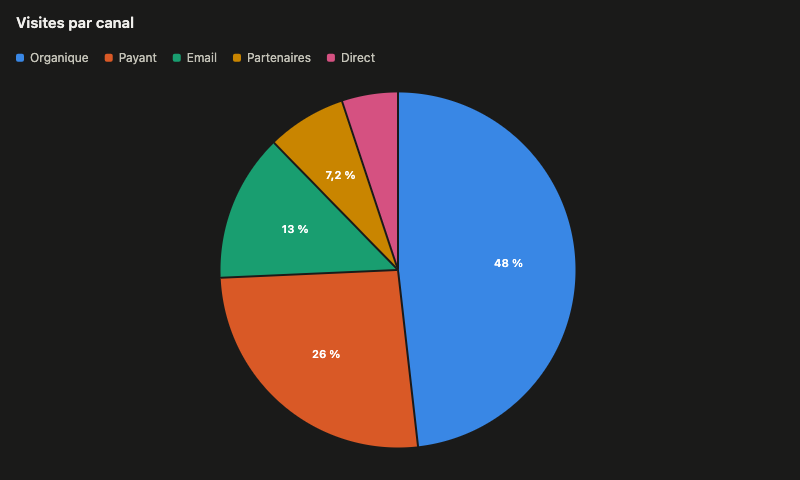 Visites par canal
Organique Payant Email Partenaires Direct
7,2 %
13 %
48 %
26 %